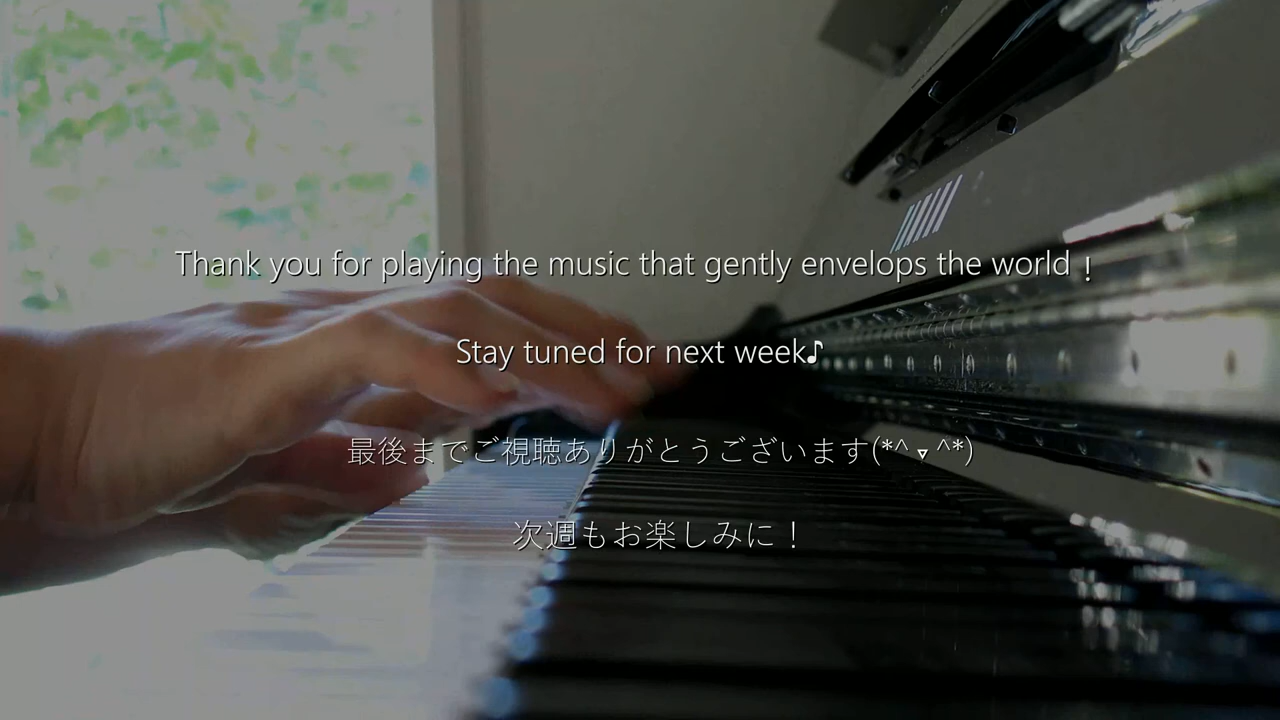 Thank you for playing the music that gently envelops the world！
Stay tuned for next week♪
最後までご視聴ありがとうございます(*^▿^*)
次週もお楽しみに！